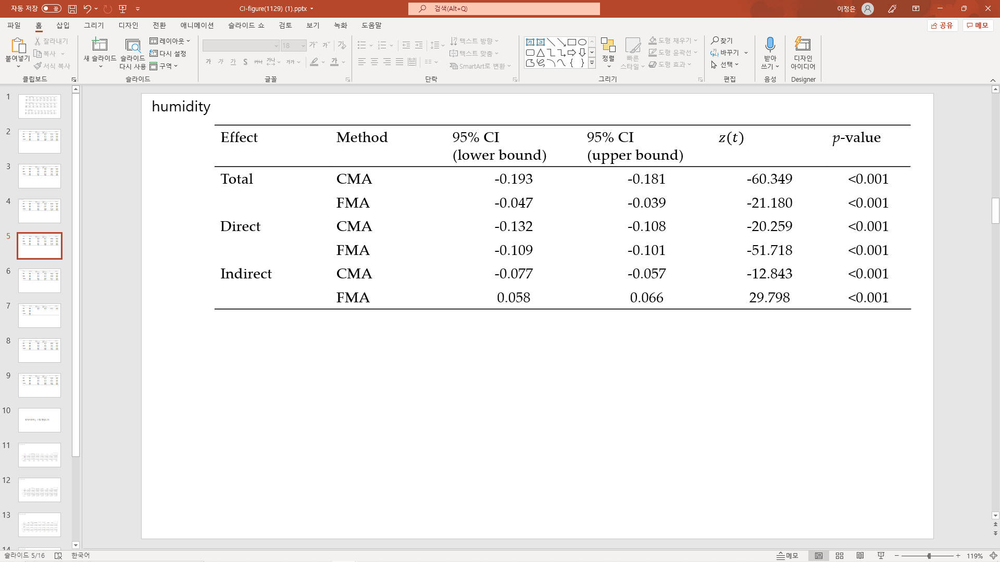 자동 저장 끔 CI-figure(1129) (1).pptx 검색(Alt+Q) 이정은
파일 홈 삽입 그리기 디자인 전환 애니메이션 슬라이드 쇼 검토 보기 녹화 도움말 공유 메모
붙여넣기 잘라내기 복사 서식 복사
클립보드
새 슬라이드 슬라이드 다시 사용 레이아웃 다시 설정 구역
슬라이드
18
가 가 가 가 가 S 가나 가나 가가 가
글꼴
텍스트 방향
텍스트 맞춤
SmartArt로 변환
단락
정렬 빠른 스타일 도형 채우기 도형 윤곽선 도형 효과
그리기
찾기
바꾸기
선택
편집
받아쓰기
음성
디자인 아이디어
Designer
1
2
3
4
5
6
7
8
9
10
11
12
13
14
humidity
Effect Method 95% CI (lower bound) 95% CI (upper bound) z(t) p-value
Total CMA -0.193 -0.181 -60.349 <0.001
FMA -0.047 -0.039 -21.180 <0.001
Direct CMA -0.132 -0.108 -20.259 <0.001
FMA -0.109 -0.101 -51.718 <0.001
Indirect CMA -0.077 -0.057 -12.843 <0.001
FMA 0.058 0.066 29.798 <0.001
슬라이드 5/16 한국어 메모 119%